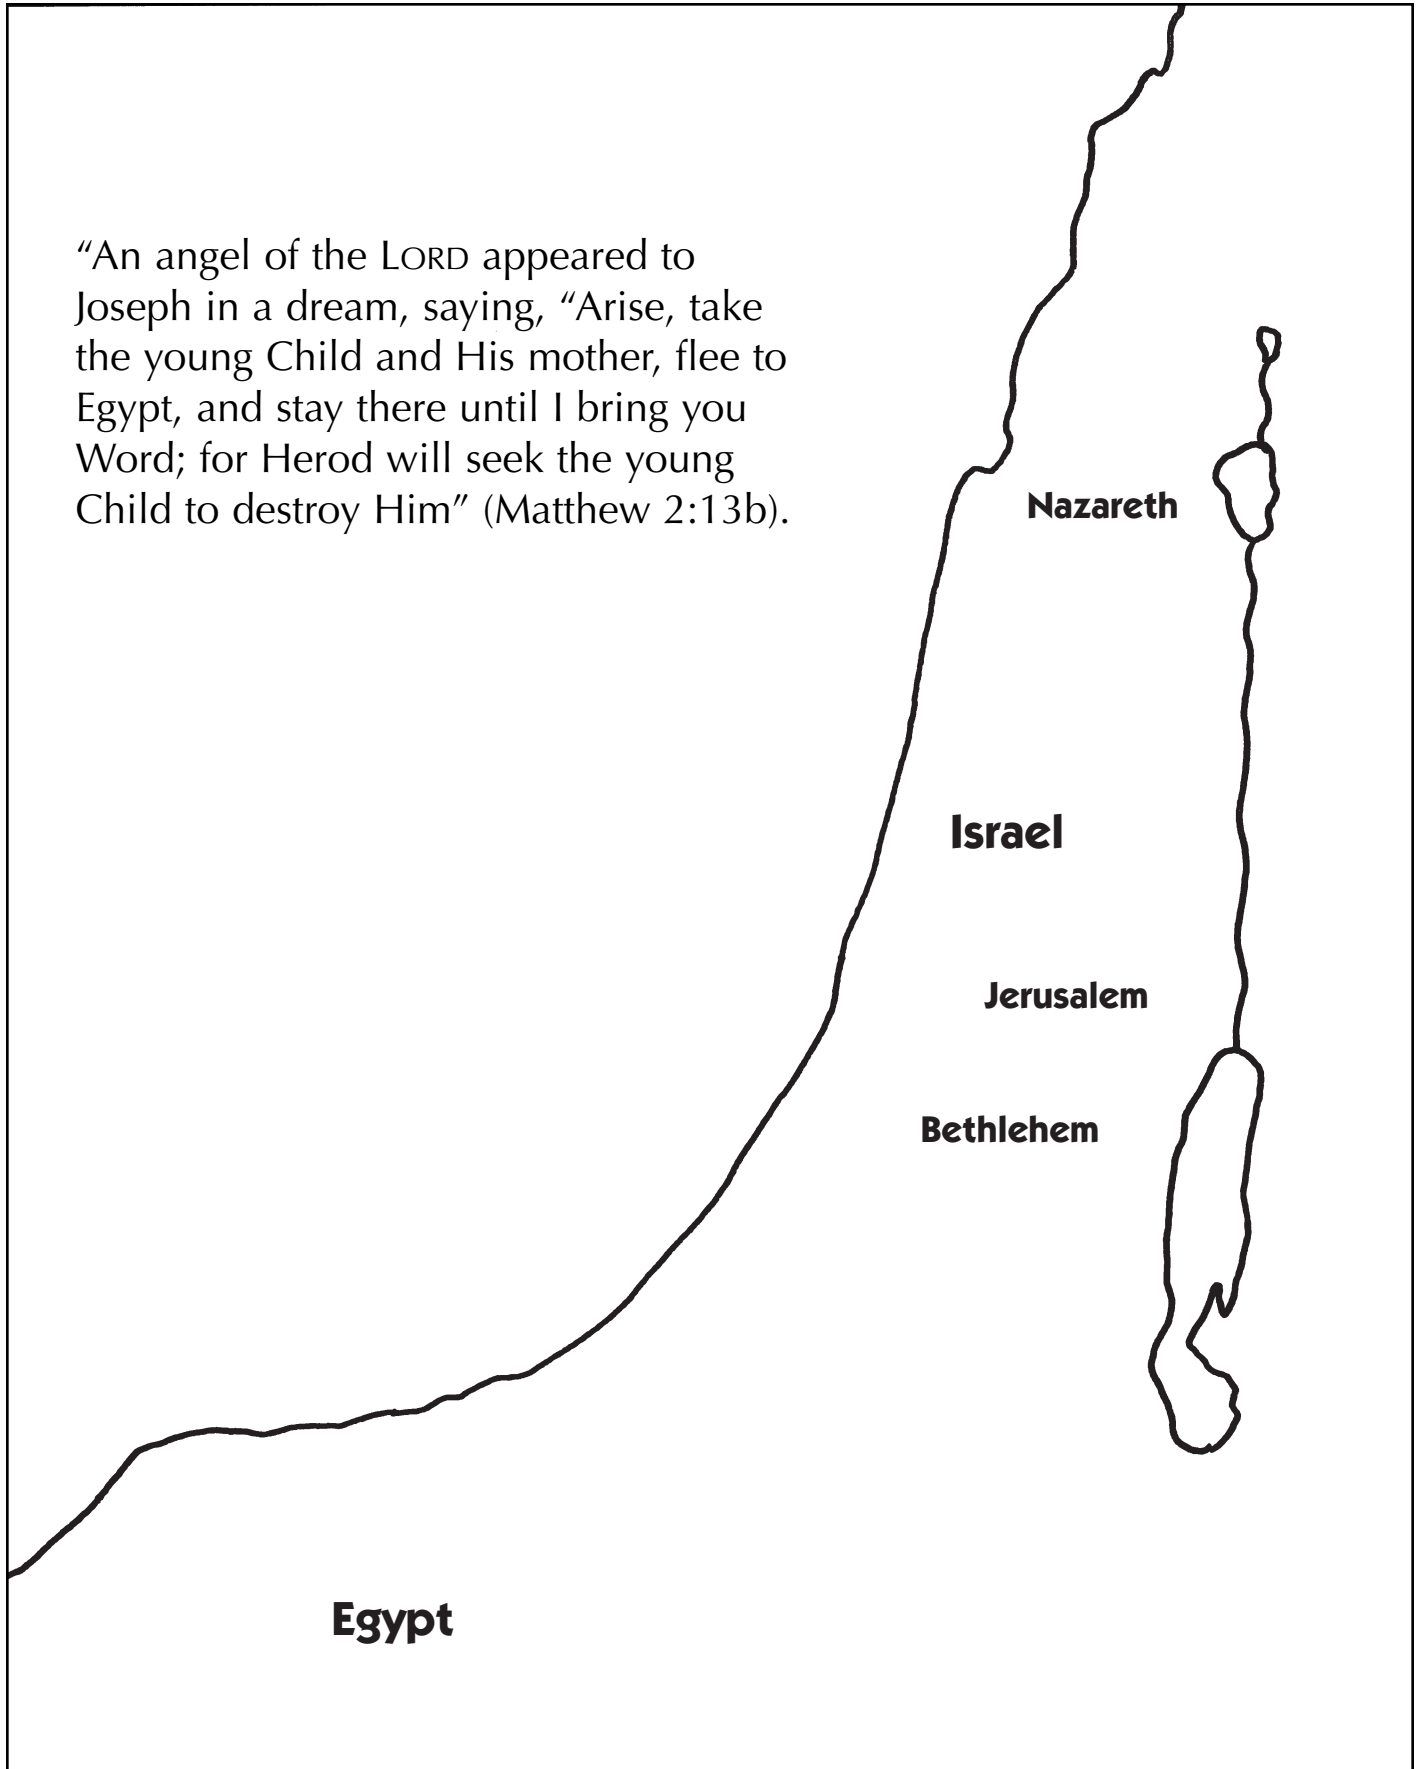 “An angel of the LORD appeared to
Joseph in a dream, saying, “Arise, take
the young Child and His mother, flee to
Egypt, and stay there until I bring you
Word; for Herod will seek the young
Child to destroy Him” (Matthew 2:13b).
Nazareth
Israel
Jerusalem
Bethlehem
Egypt